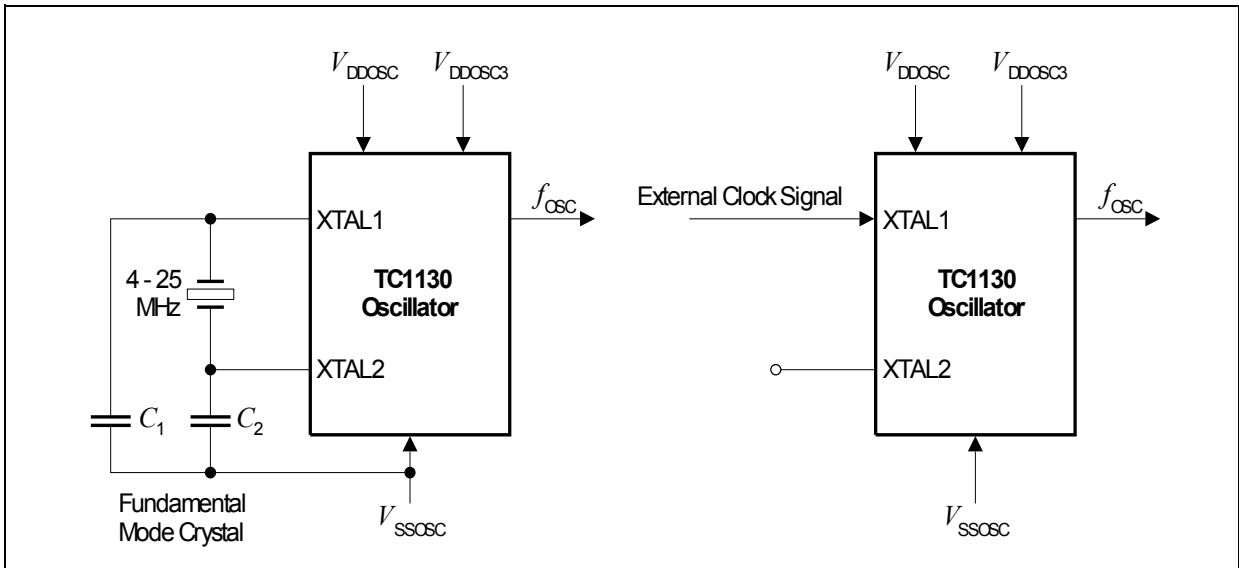 VDDOSC VDDOSC3
XTAL1
fOSC
4 - 25
MHz
TC1130
Oscillator
XTAL2
C1 C2
Fundamental
Mode Crystal
VSSOSC
VDDOSC VDDOSC3
External Clock Signal
XTAL1
fOSC
TC1130
Oscillator
XTAL2
VSSOSC